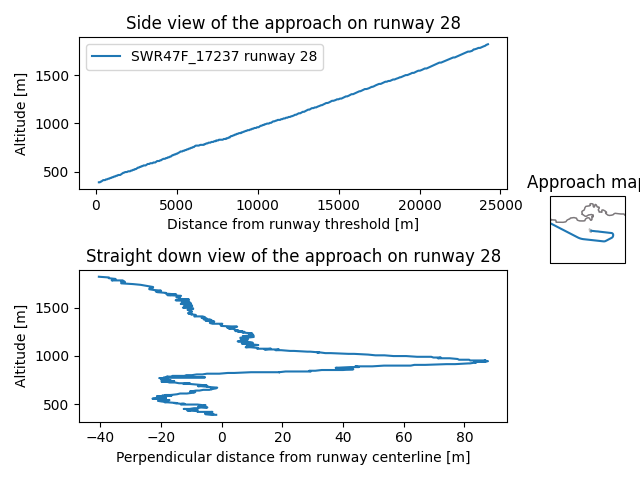 Side view of the approach on runway 28
SWR47F_17237 runway 28
Altitude [m]
1500
1000
500
0
5000
10000
15000
20000
25000
Distance from runway threshold [m]
Approach map
Straight down view of the approach on runway 28
Altitude [m]
1500
1000
500
−40
−20
0
20
40
60
80
Perpendicular distance from runway centerline [m]